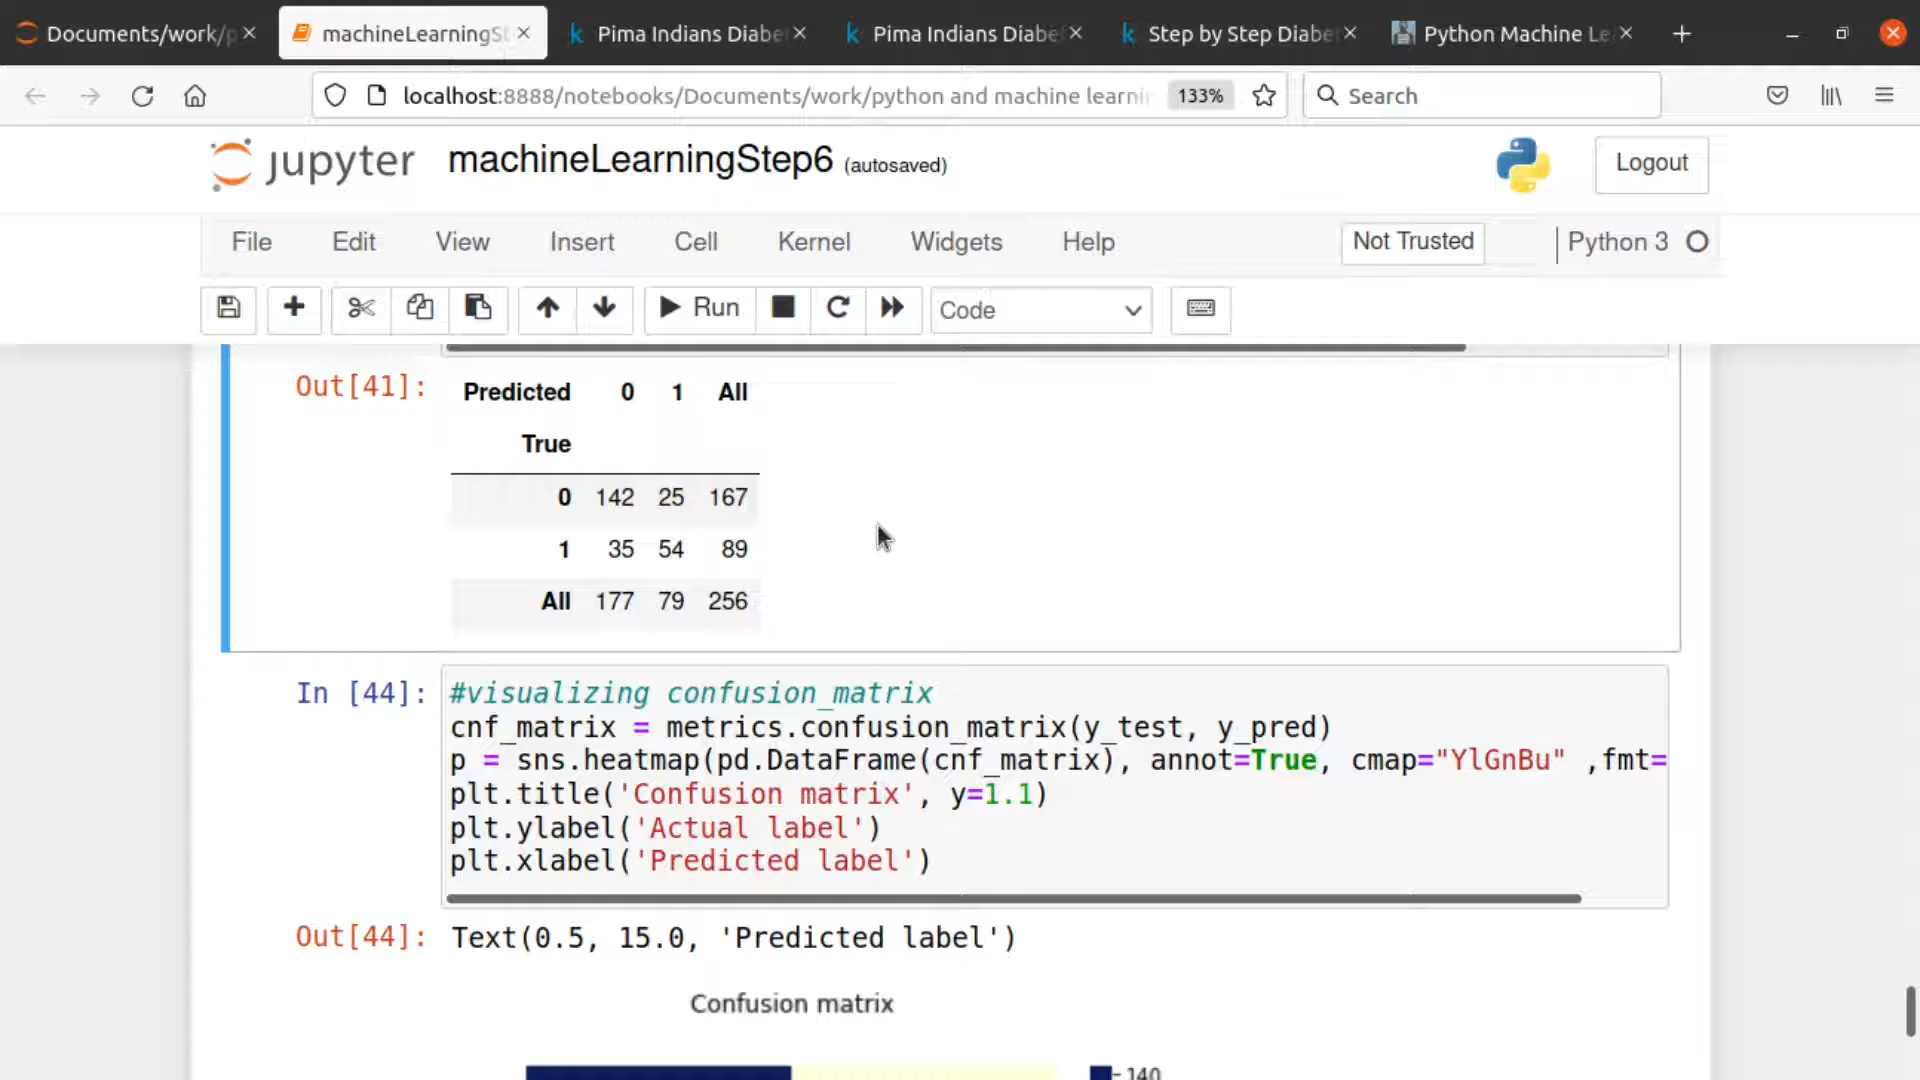 Documents/work/p
machineLearningSt
Pima Indians Diabe
Pima Indians Diabe
Step by Step Diabet
Python Machine Le
localhost:8888/notebooks/Documents/work/python and machine learnin
133%
Search
jupyter
machineLearningStep6 (autosaved)
Logout
File Edit View Insert Cell Kernel Widgets Help
Not Trusted
Python 3
Run
Code
Out[41]:
Predicted 0 1 All
True
0 142 25 167
1 35 54 89
All 177 79 256
In [44]:
#visualizing confusion_matrix
cnf_matrix = metrics.confusion_matrix(y_test, y_pred)
p = sns.heatmap(pd.DataFrame(cnf_matrix), annot=True, cmap="YlGnBu" ,fmt=
plt.title('Confusion matrix', y=1.1)
plt.ylabel('Actual label')
plt.xlabel('Predicted label')
Out[44]: Text(0.5, 15.0, 'Predicted label')
Confusion matrix
140